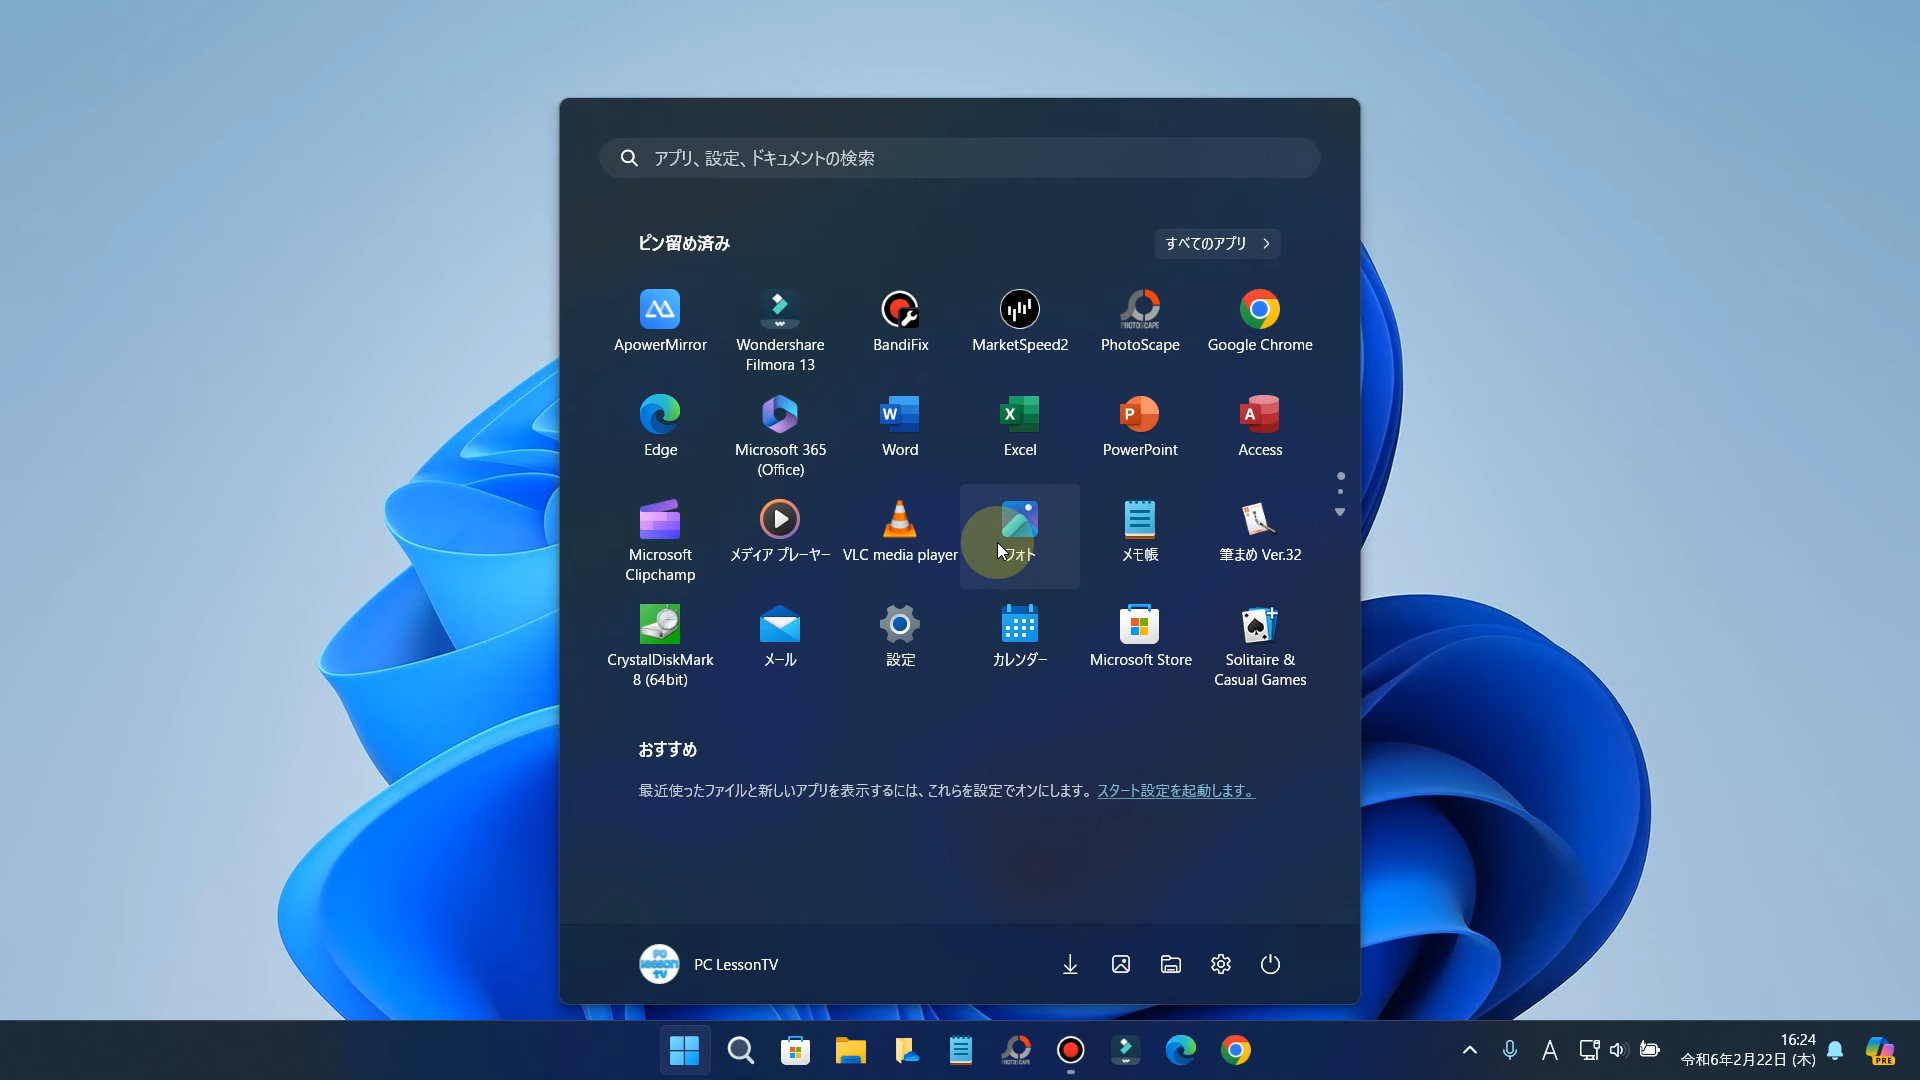 アプリ、設定、ドキュメントの検索
ピン留め済み
すべてのアプリ
PHOTOSCAPE
ApowerMirror
Wondershare
Filmora 13
BandiFix
MarketSpeed2
PhotoScape
Google Chrome
W
X
P
A
Edge
Microsoft 365
(Office)
Word
Excel
PowerPoint
Access
Microsoft
Clipchamp
メディア プレーヤー
VLC media player
フォト
メモ帳
筆まめ Ver.32
CrystalDiskMark
8 (64bit)
メール
設定
カレンダー
Microsoft Store
Solitaire &
Casual Games
おすすめ
最近使ったファイルと新しいアプリを表示するには、これらを設定でオンにします。 スタート設定を起動します。
PC
Lesson
TV
PC LessonTV
PHOTOSCAPE
A
16:24
令和6年2月22日 (木)
PRE